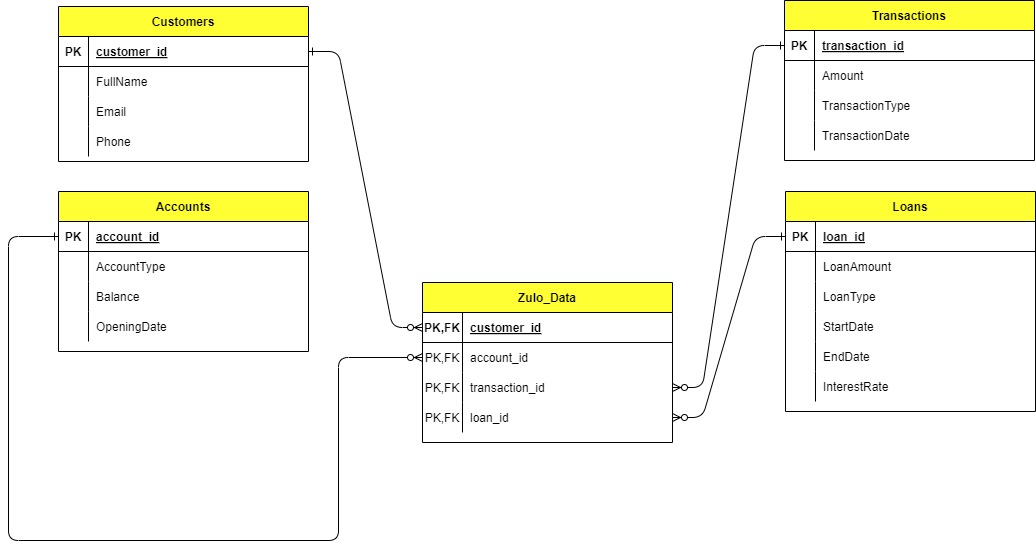 Customers
PK customer_id
FullName
Email
Phone
Transactions
PK transaction_id
Amount
TransactionType
TransactionDate
Accounts
PK account_id
AccountType
Balance
OpeningDate
Loans
PK loan_id
LoanAmount
LoanType
StartDate
EndDate
InterestRate
Zulo_Data
PK,FK customer_id
PK,FK account_id
PK,FK transaction_id
PK,FK loan_id